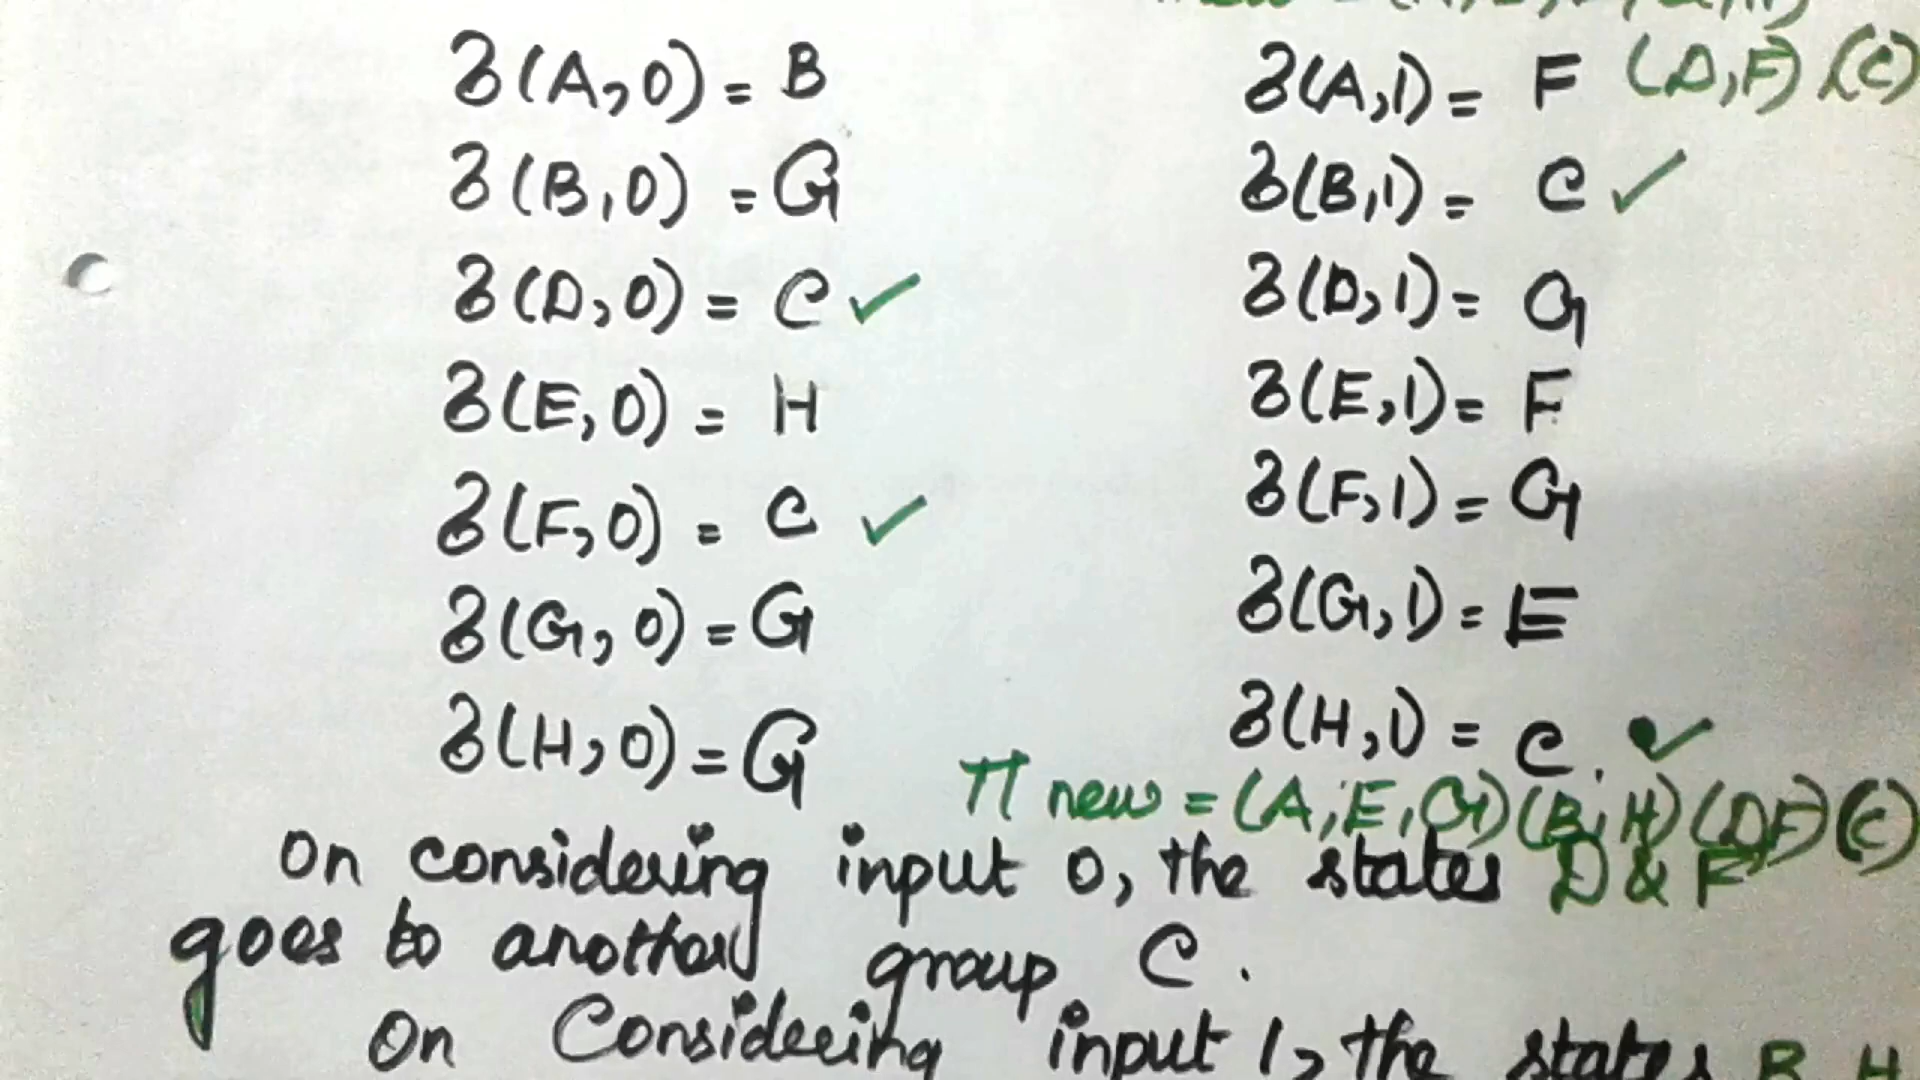 δ(A,0) = B δ(A,1) = F (D,F) (C)
δ(B,0) = G δ(B,1) = C ✓
δ(D,0) = C ✓ δ(D,1) = G
δ(E,0) = H δ(E,1) = F
δ(F,0) = C ✓ δ(F,1) = G
δ(G,0) = G δ(G,1) = E
δ(H,0) = G δ(H,1) = C. ✓
Π new = (A,E,G) (B,H) (D,F) (C)
On considering input 0, the states D & F
goes to another group C.
On Considering input 1, the states B H